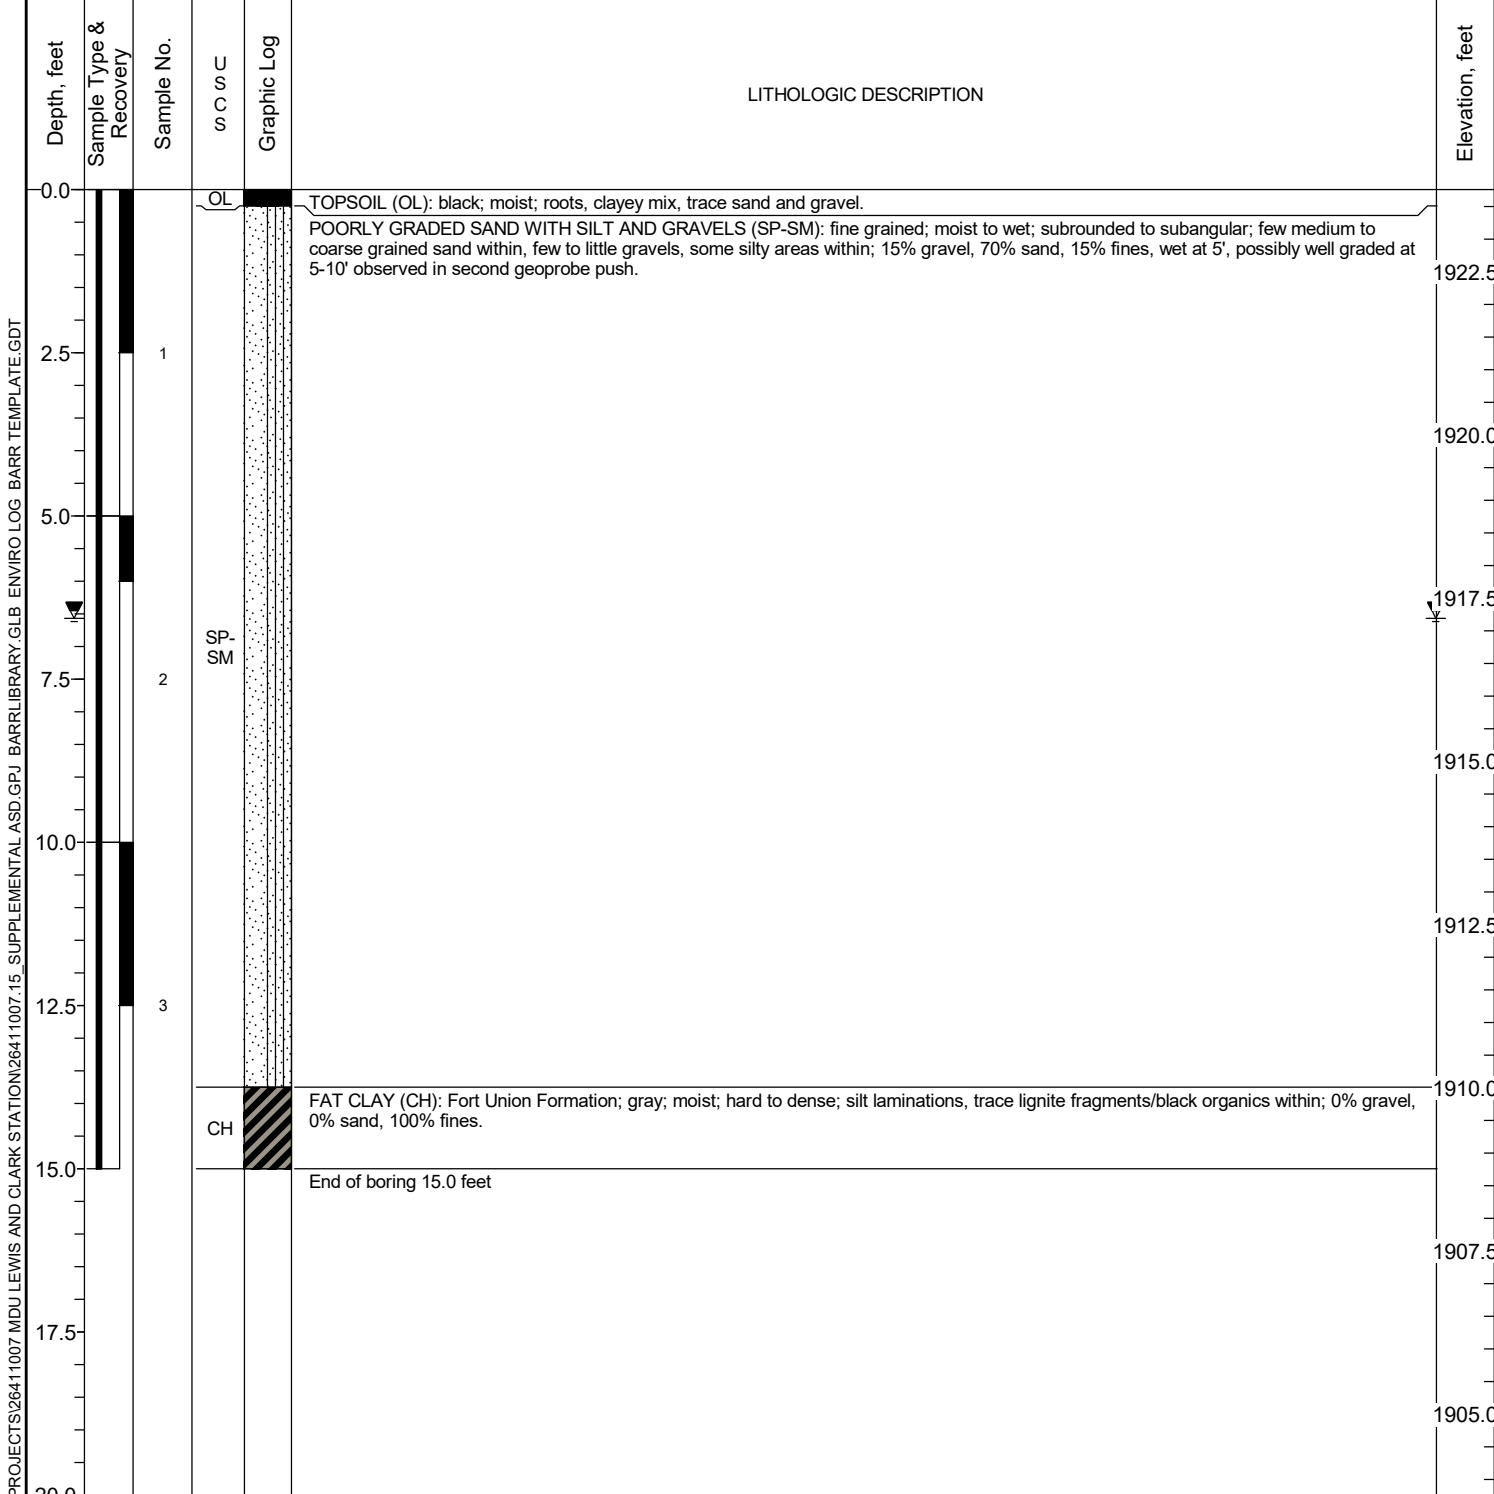 Depth, feet
Sample Type &
Recovery
Sample No.
U
S
C
S
Graphic Log
LITHOLOGIC DESCRIPTION
Elevation, feet
0.0
OL
TOPSOIL (OL): black; moist; roots, clayey mix, trace sand and gravel.
POORLY GRADED SAND WITH SILT AND GRAVELS (SP-SM): fine grained; moist to wet; subrounded to subangular; few medium to
coarse grained sand within, few to little gravels, some silty areas within; 15% gravel, 70% sand, 15% fines, wet at 5', possibly well graded at
5-10' observed in second geoprobe push.
1922.5
2.5
1
1920.0
5.0
1917.5
SP-
SM
7.5
2
1915.0
10.0
1912.5
12.5
3
1910.0
FAT CLAY (CH): Fort Union Formation; gray; moist; hard to dense; silt laminations, trace lignite fragments/black organics within; 0% gravel,
0% sand, 100% fines.
CH
15.0
End of boring 15.0 feet
1907.5
17.5
1905.0
20.0
PROJECTS\26411007 MDU LEWIS AND CLARK STATION\26411007.15_SUPPLEMENTAL ASD.GPJ BARRLIBRARY.GLB ENVIRO LOG BARR TEMPLATE.GDT